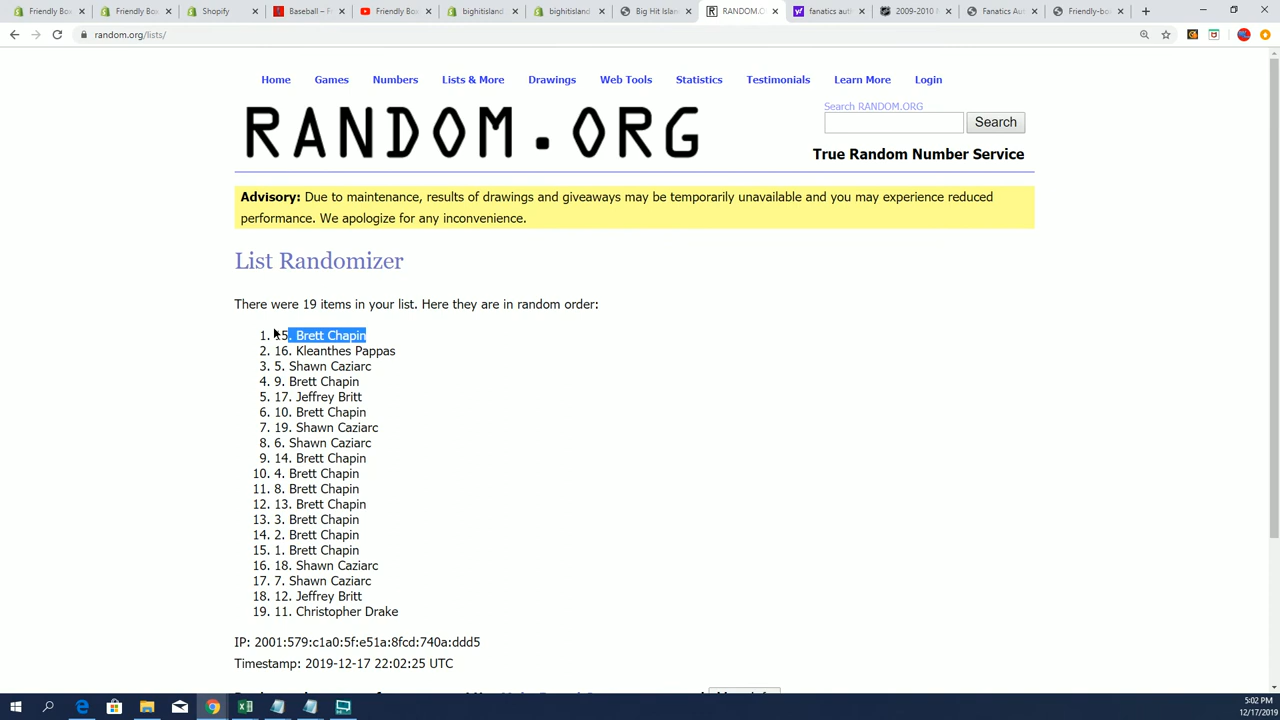 Friendly Box
Friendly Box
Shopify
Baseball – F
Friendly Box
bighitisland
bighitisland
Big Hit Islan
RANDOM.O
fanatics aut
2009-2010
Fanatics Aut
Friendly-box
random.org/lists/
Home Games Numbers Lists & More Drawings Web Tools Statistics Testimonials Learn More Login
RANDOM.ORG
Search RANDOM.ORG
Search
True Random Number Service
Advisory: Due to maintenance, results of drawings and giveaways may be temporarily unavailable and you may experience reduced
performance. We apologize for any inconvenience.
List Randomizer
There were 19 items in your list. Here they are in random order:
1. 15. Brett Chapin
2. 16. Kleanthes Pappas
3. 5. Shawn Caziarc
4. 9. Brett Chapin
5. 17. Jeffrey Britt
6. 10. Brett Chapin
7. 19. Shawn Caziarc
8. 6. Shawn Caziarc
9. 14. Brett Chapin
10. 4. Brett Chapin
11. 8. Brett Chapin
12. 13. Brett Chapin
13. 3. Brett Chapin
14. 2. Brett Chapin
15. 1. Brett Chapin
16. 18. Shawn Caziarc
17. 7. Shawn Caziarc
18. 12. Jeffrey Britt
19. 11. Christopher Drake
IP: 2001:579:c1a0:5f:e51a:8fcd:740a:ddd5
Timestamp: 2019-12-17 22:02:25 UTC
5:02 PM
12/17/2019